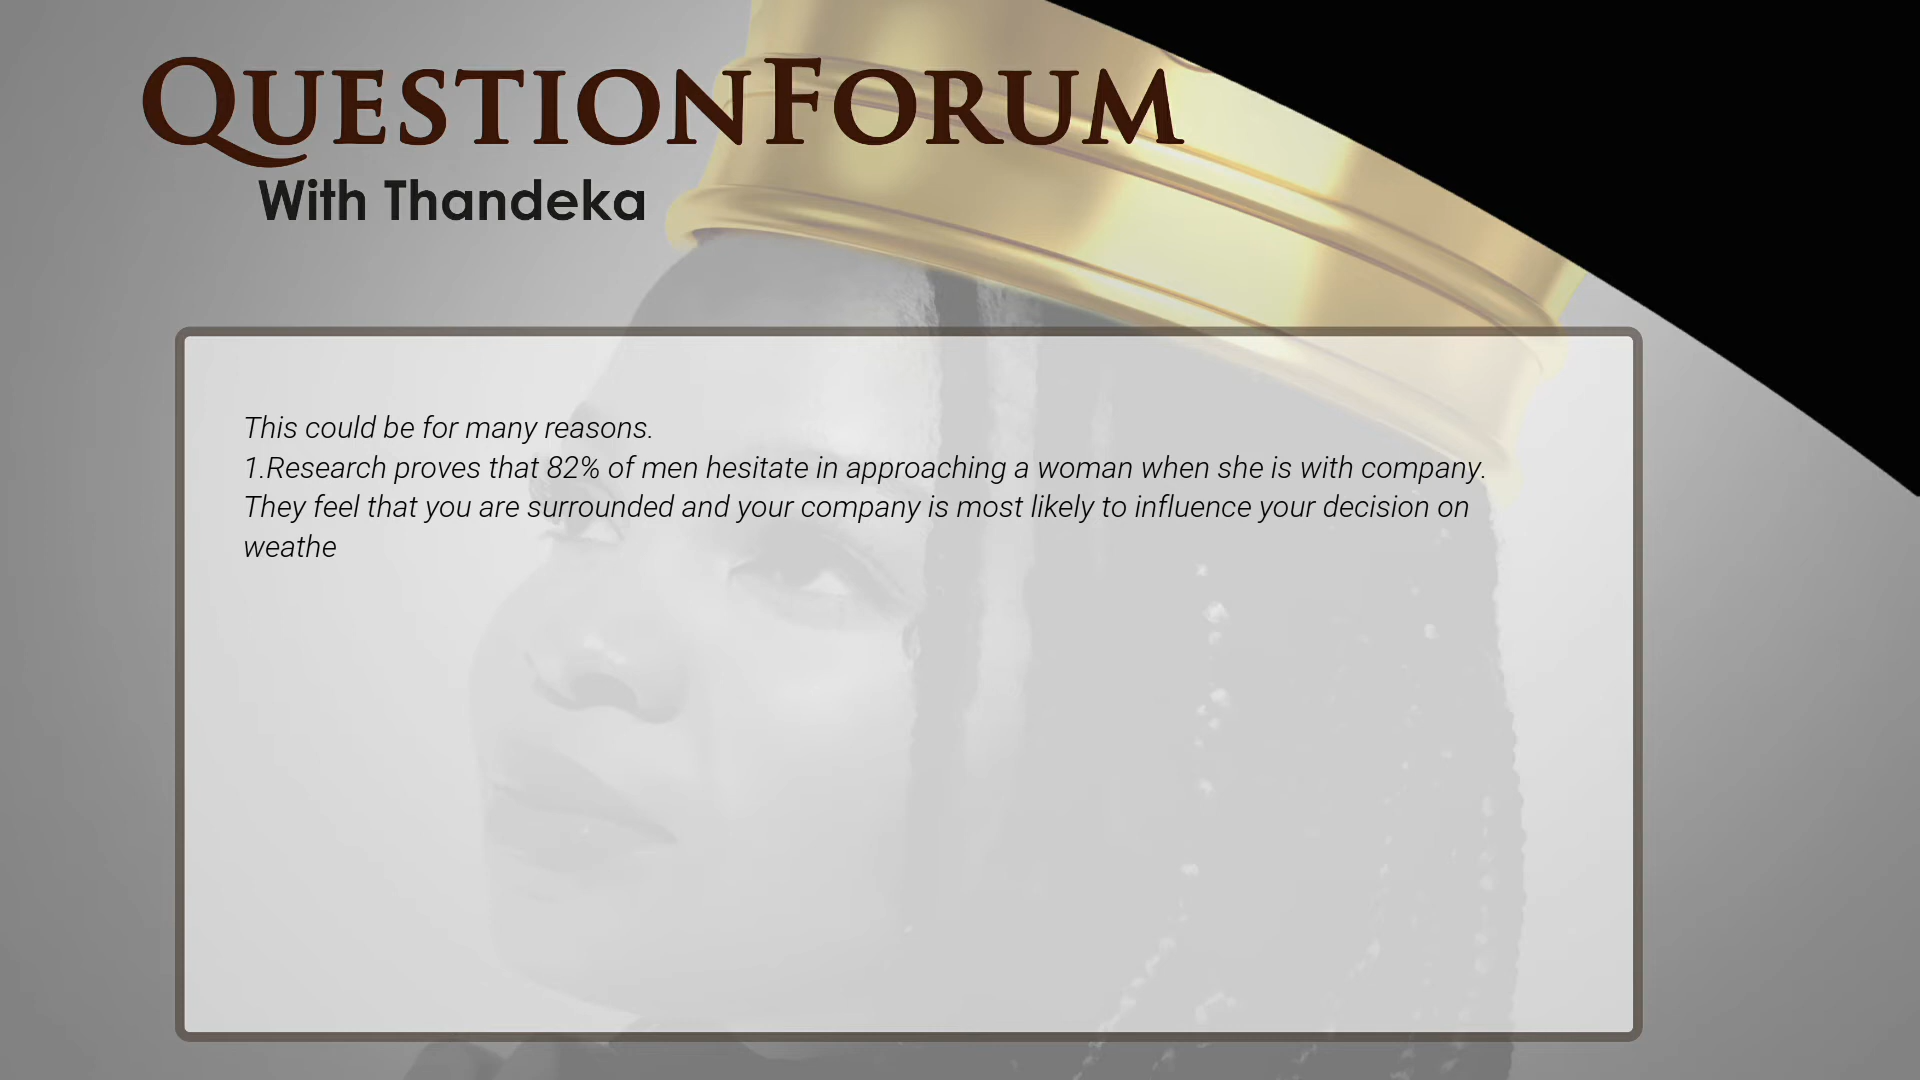 QUESTIONFORUM
With Thandeka
This could be for many reasons.
1.Research proves that 82% of men hesitate in approaching a woman when she is with company.
They feel that you are surrounded and your company is most likely to influence your decision on
weathe